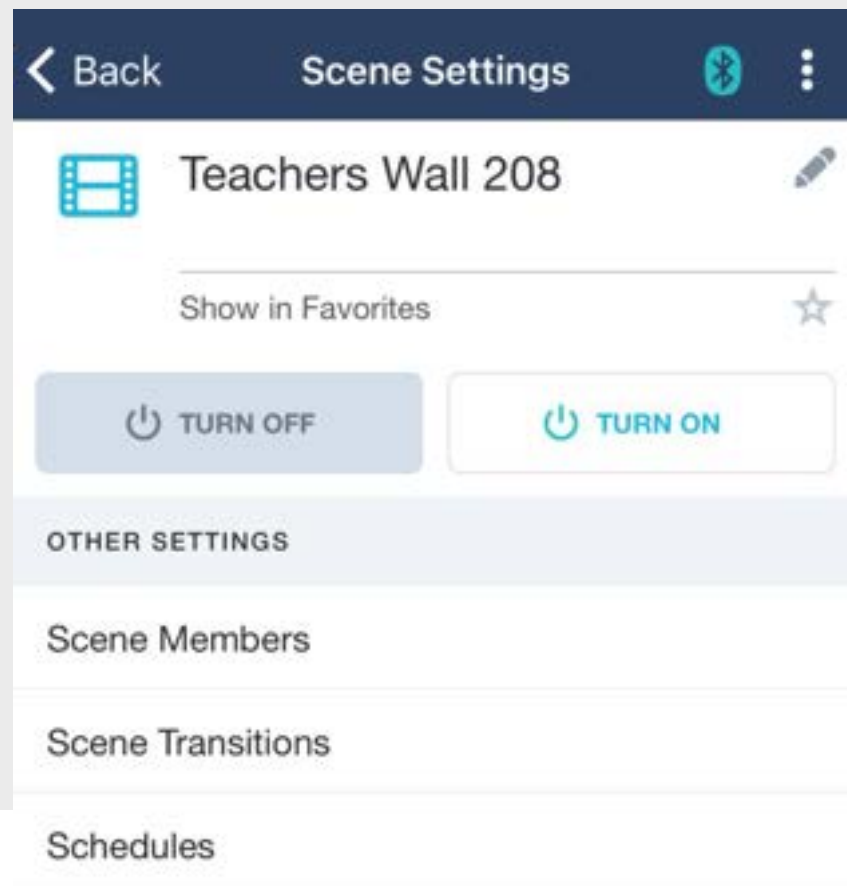 Back Scene Settings
Teachers Wall 208
Show in Favorites
TURN OFF TURN ON
OTHER SETTINGS
Scene Members
Scene Transitions
Schedules